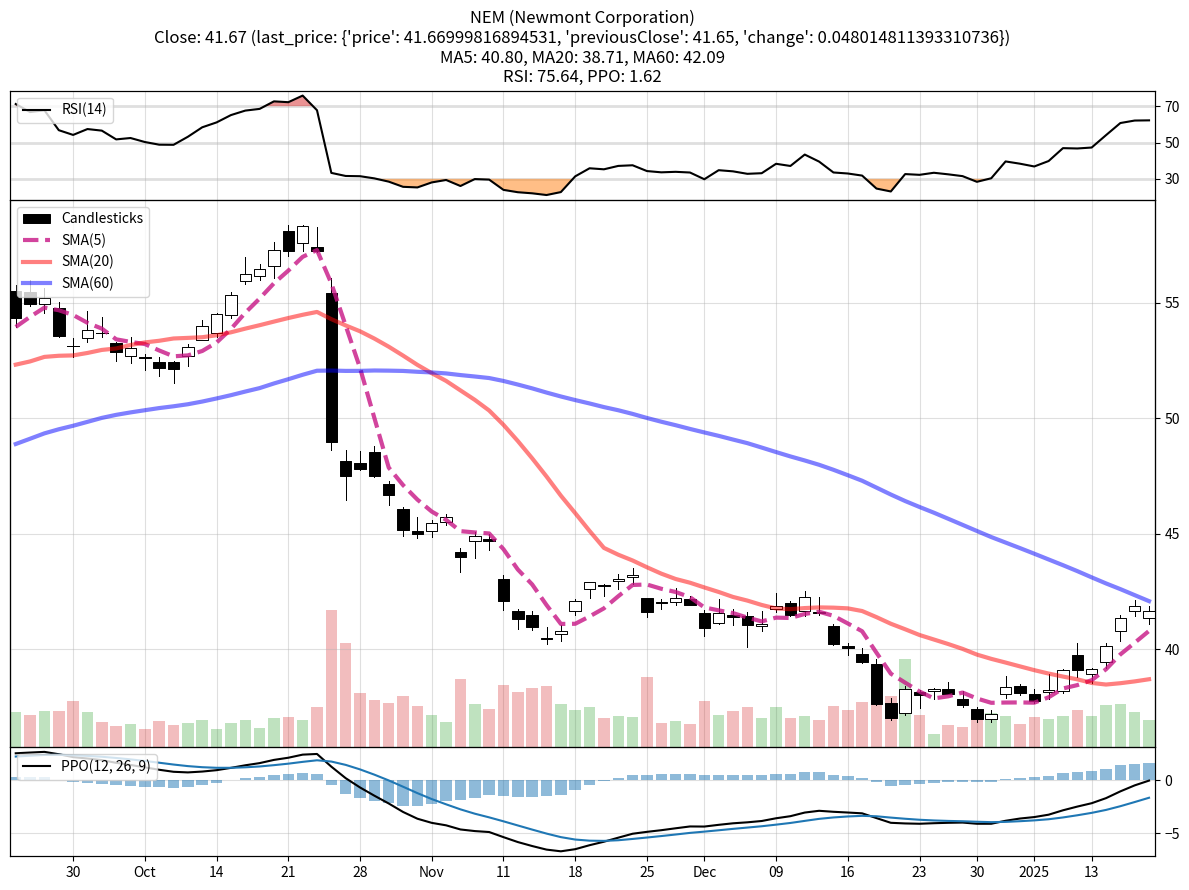 NEM (Newmont Corporation)
Close: 41.67 (last_price: {'price': 41.66999816894531, 'previousClose': 41.65, 'change': 0.048014811393310736})
MA5: 40.80, MA20: 38.71, MA60: 42.09
RSI: 75.64, PPO: 1.62
RSI(14)
70
50
30
Candlesticks
SMA(5)
SMA(20)
SMA(60)
55
50
45
40
PPO(12, 26, 9)
0
−5
30 Oct 14 21 28 Nov 11 18 25 Dec 09 16 23 30 2025 13